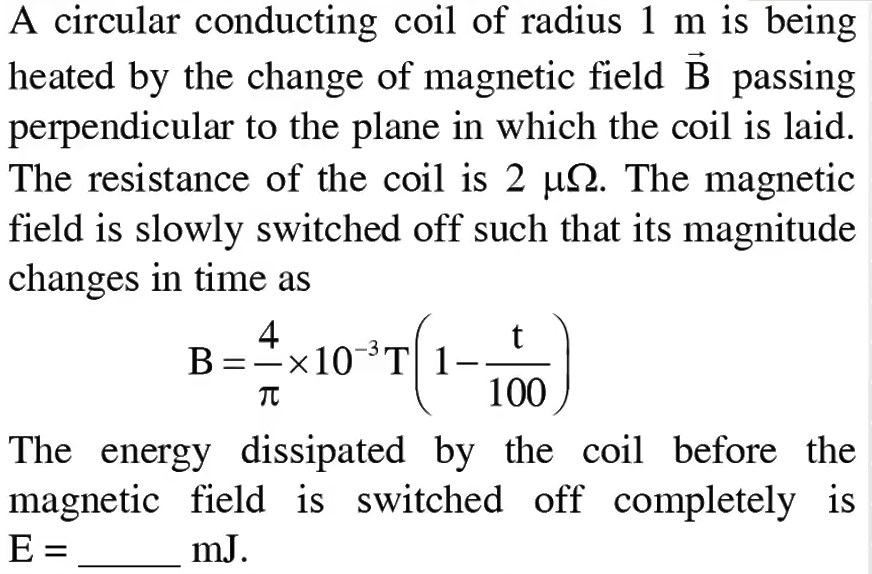 A circular conducting coil of radius 1 m is being
heated by the change of magnetic field B⃗ passing
perpendicular to the plane in which the coil is laid.
The resistance of the coil is 2 μΩ. The magnetic
field is slowly switched off such that its magnitude
changes in time as
B = 4/π × 10⁻³ T (1 − t/100)
The energy dissipated by the coil before the
magnetic field is switched off completely is
E = _____ mJ.